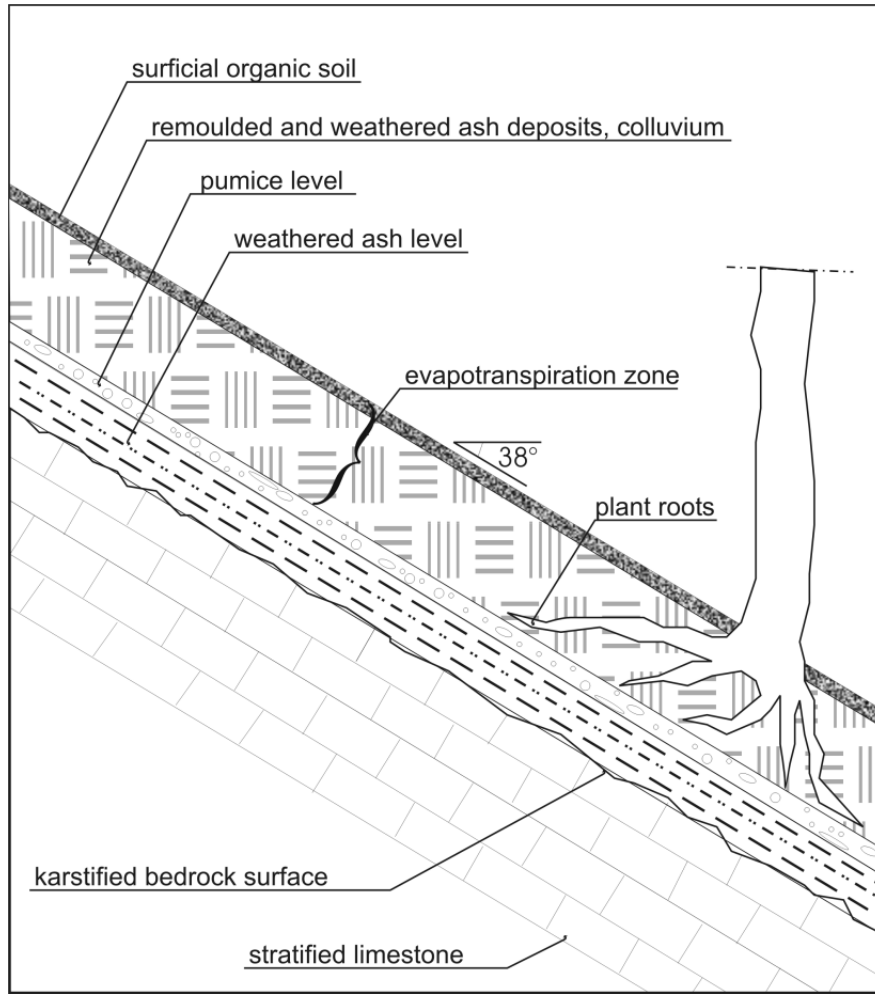 surficial organic soil
remoulded and weathered ash deposits, colluvium
pumice level
weathered ash level
evapotranspiration zone
38°
plant roots
karstified bedrock surface
stratified limestone